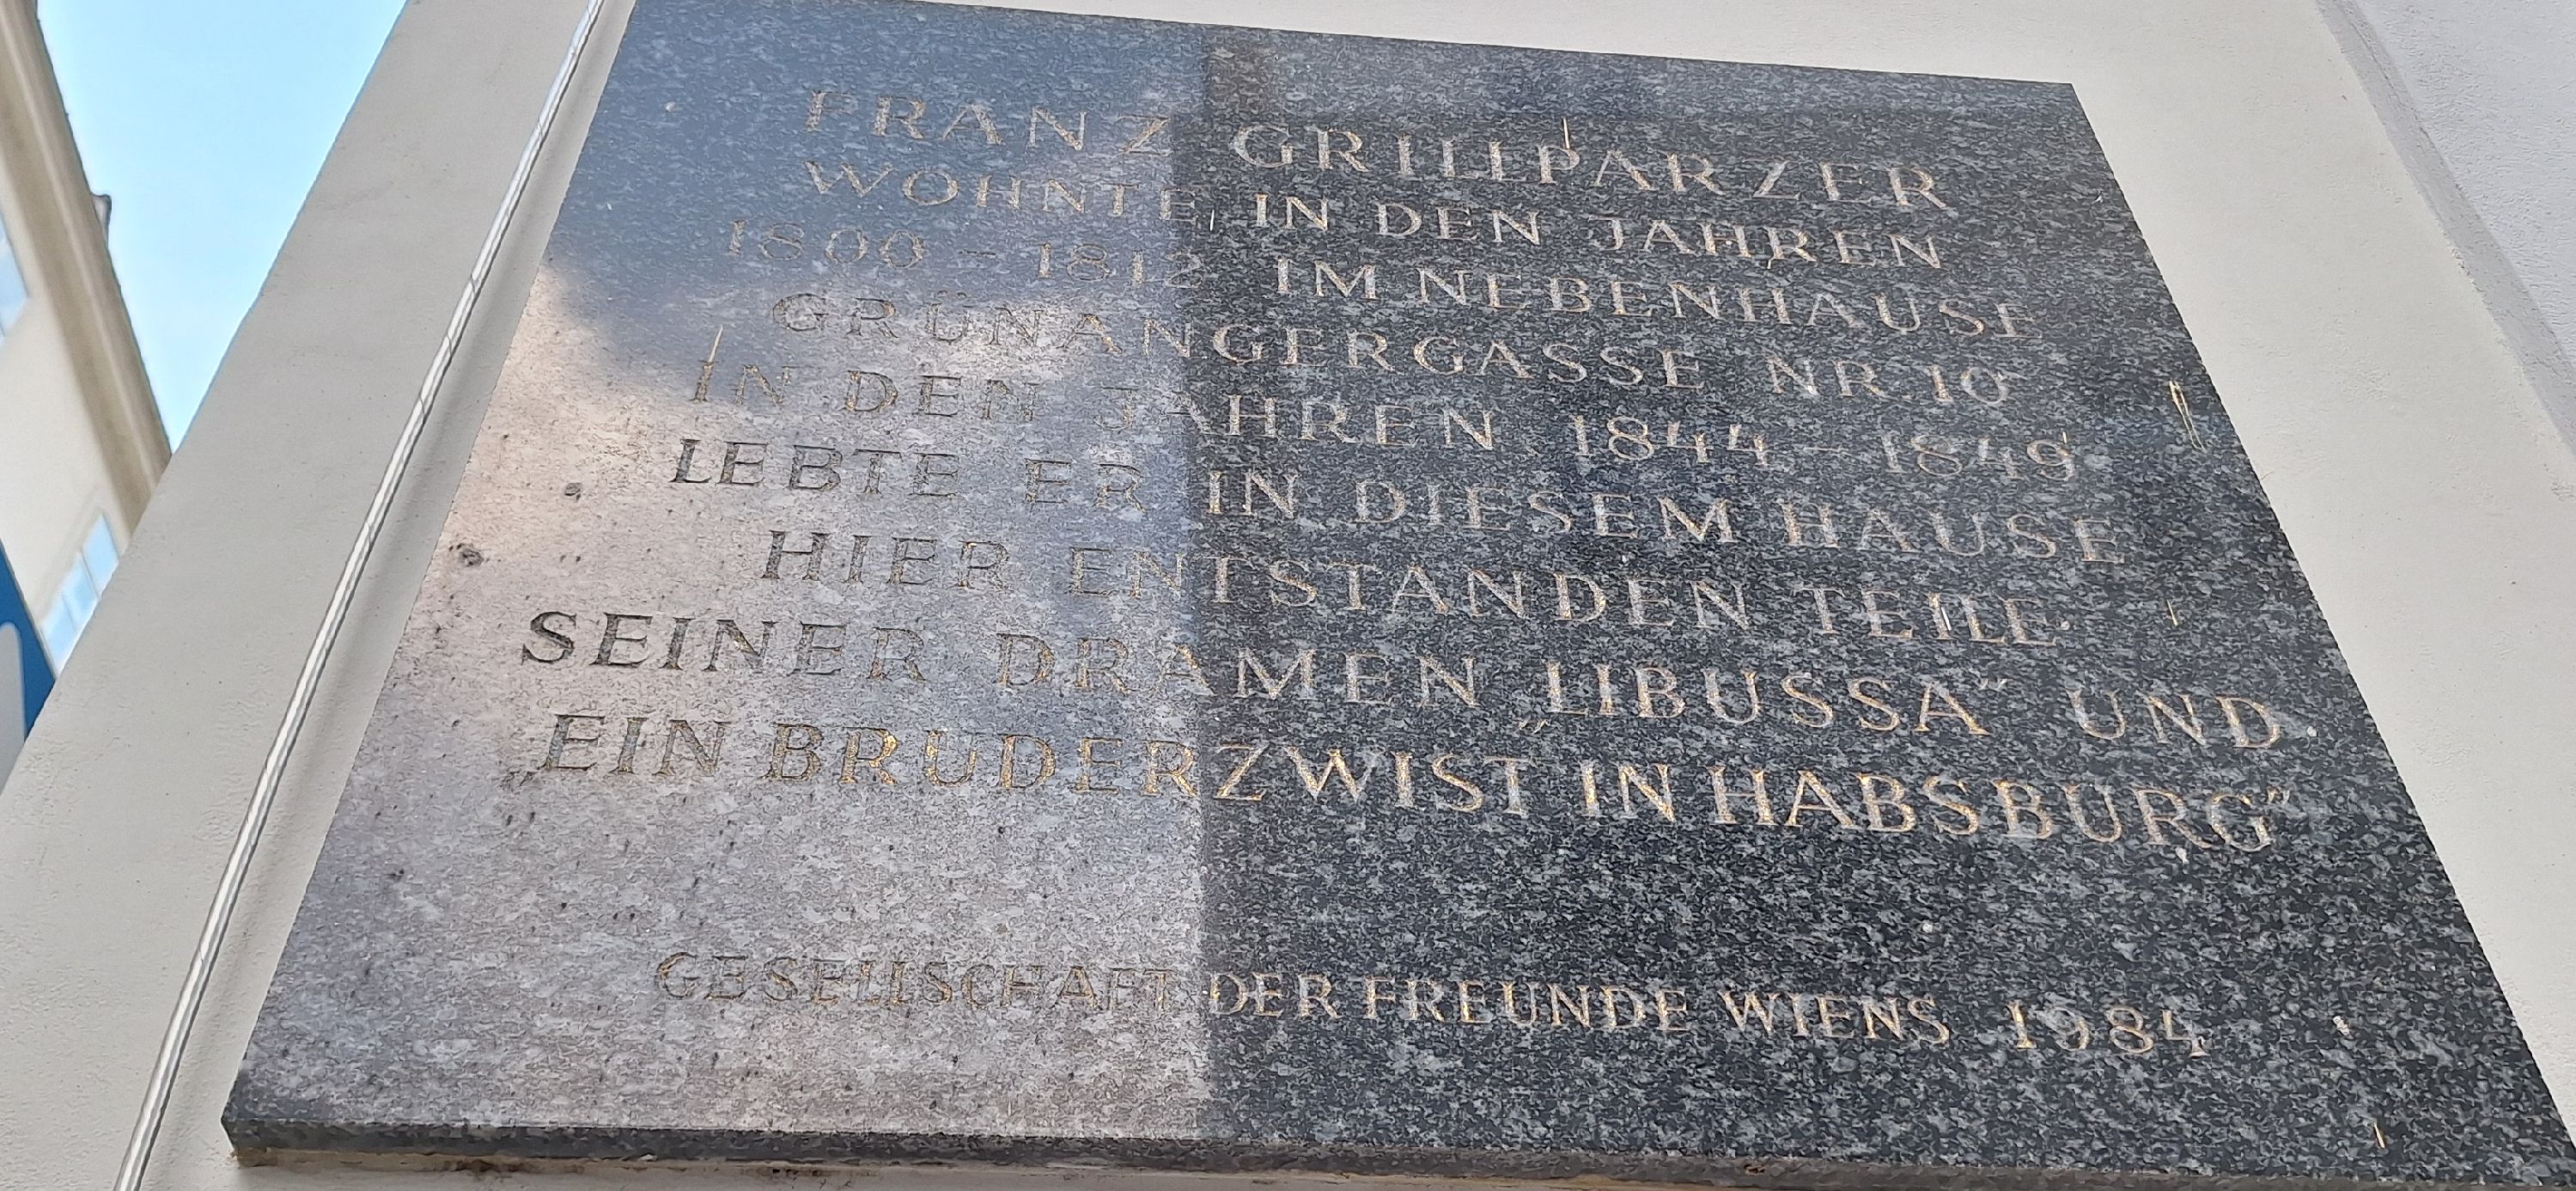 FRANZ GRILLPARZER
WOHNTE IN DEN JAHREN
1800 - 1812 IM NEBENHAUSE
GRÜNANGERGASSE NR. 10
IN DEN JAHREN 1844 - 1849
LEBTE ER IN DIESEM HAUSE
HIER ENTSTANDEN TEILE
SEINER DRAMEN „LIBUSSA" UND
„EIN BRUDERZWIST IN HABSBURG"
GESELLSCHAFT DER FREUNDE WIENS 1984